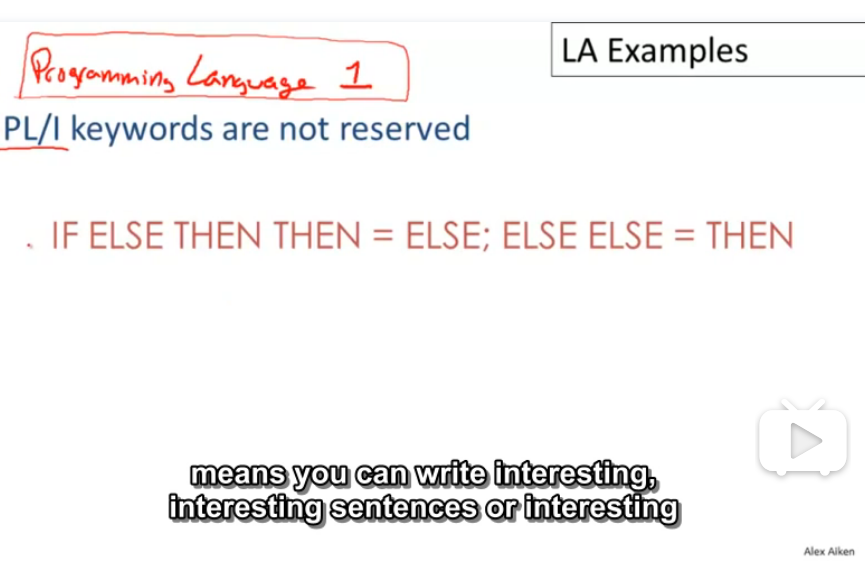 LA Examples
Programming Language 1
PL/I keywords are not reserved
. IF ELSE THEN THEN = ELSE; ELSE ELSE = THEN
means you can write interesting,
interesting sentences or interesting
Alex Aiken